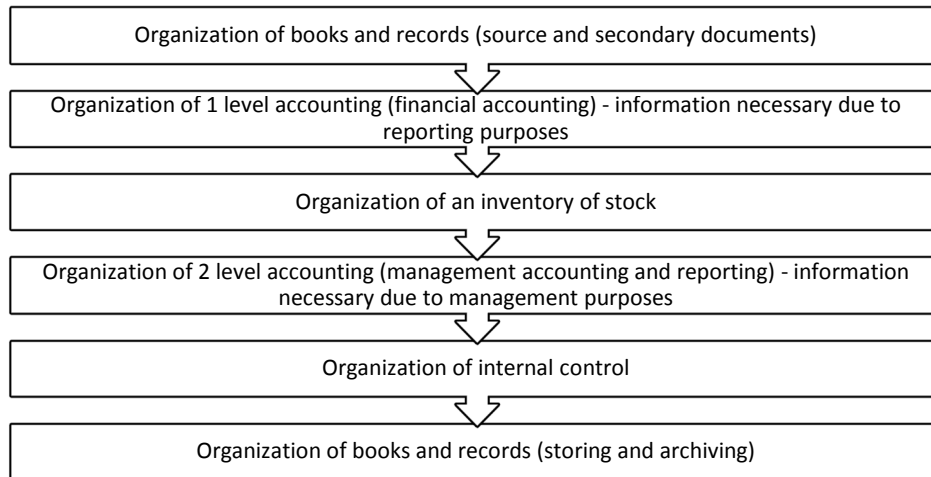 Organization of books and records (source and secondary documents)
Organization of 1 level accounting (financial accounting) - information necessary due to
reporting purposes
Organization of an inventory of stock
Organization of 2 level accounting (management accounting and reporting) - information
necessary due to management purposes
Organization of internal control
Organization of books and records (storing and archiving)